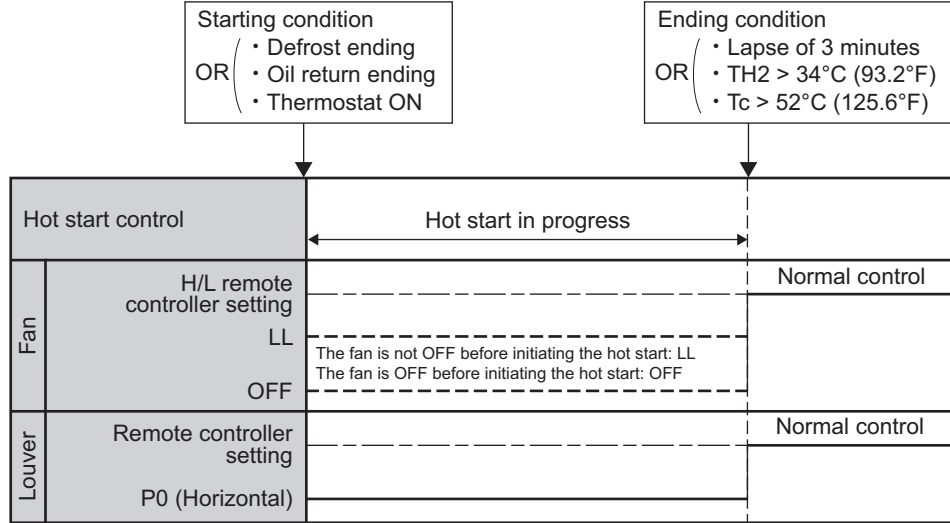 Starting condition
OR
・Defrost ending
・Oil return ending
・Thermostat ON
Ending condition
OR
・Lapse of 3 minutes
・TH2 > 34°C (93.2°F)
・Tc > 52°C (125.6°F)
Hot start control
Hot start in progress
Fan
H/L remote
controller setting
Normal control
LL
The fan is not OFF before initiating the hot start: LL
The fan is OFF before initiating the hot start: OFF
OFF
Louver
Remote controller
setting
Normal control
P0 (Horizontal)